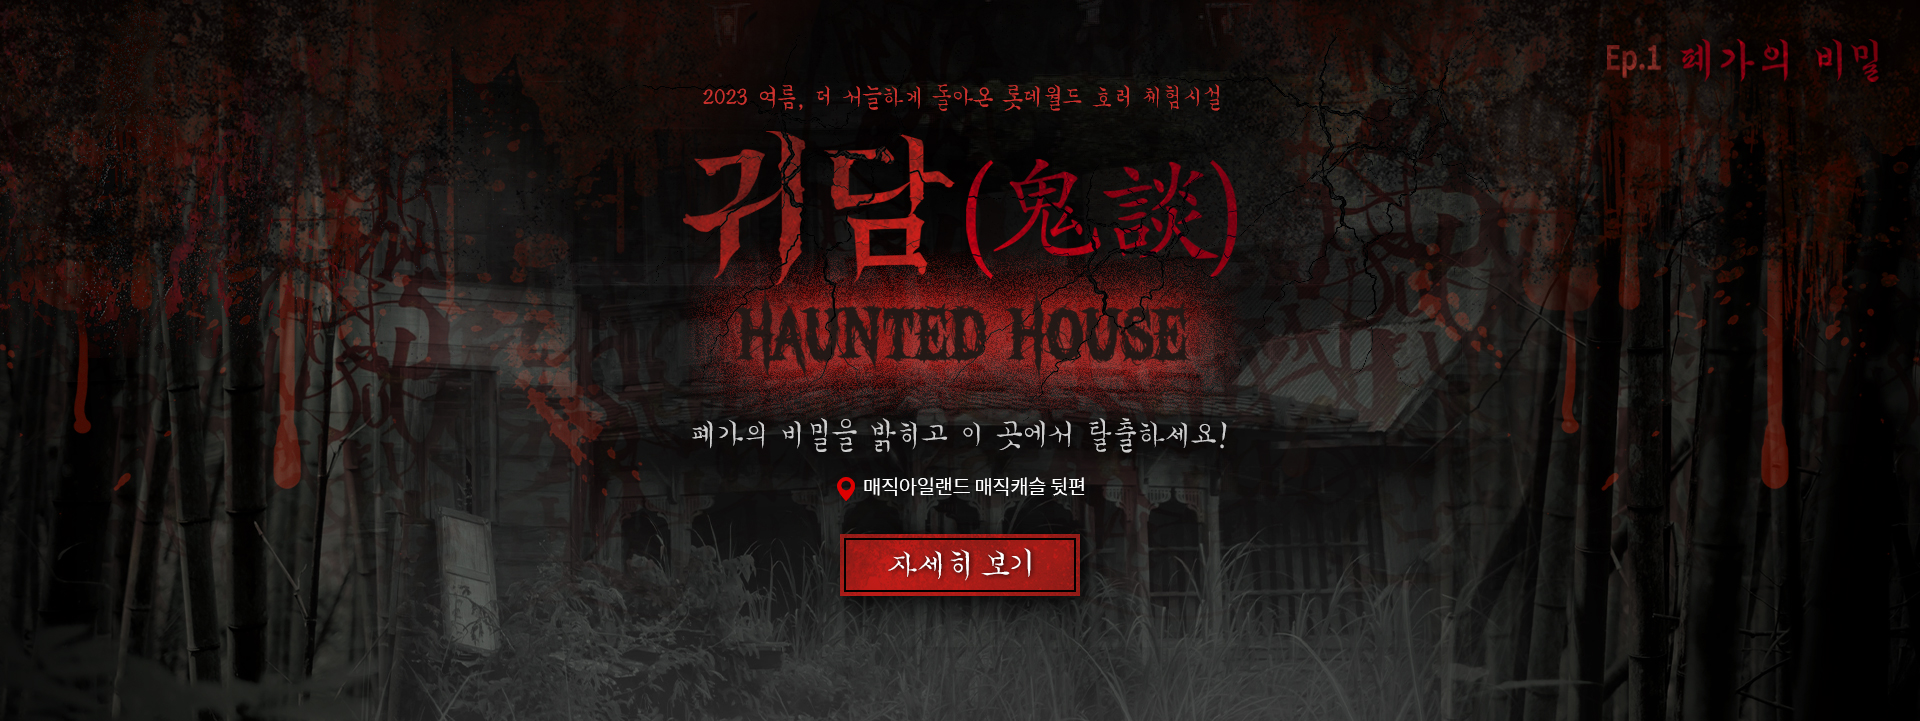 Ep.1 폐가의 비밀
2023 여름, 더 서늘하게 돌아온 롯데월드 호러 체험시설
귀담(鬼談)
HAUNTED HOUSE
폐가의 비밀을 밝히고 이 곳에서 탈출하세요!
매직아일랜드 매직캐슬 뒷편
자세히 보기